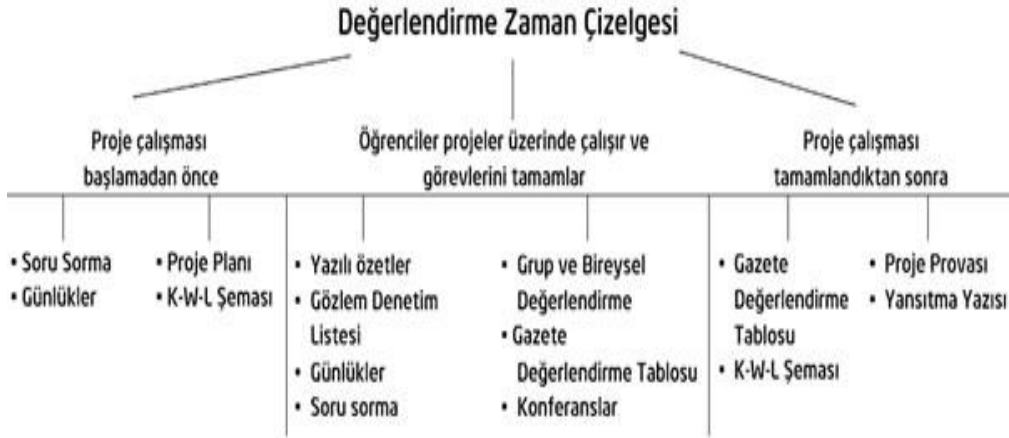 Değerlendirme Zaman Çizelgesi
Proje çalışması
başlamadan önce
Öğrenciler projeler üzerinde çalışır ve
görevlerini tamamlar
Proje çalışması
tamamlandıktan sonra
• Soru Sorma
• Günlükler
• Proje Planı
• K-W-L Şeması
• Yazılı özetler
• Gözlem Denetim
Listesi
• Günlükler
• Soru sorma
• Grup ve Bireysel
Değerlendirme
• Gazete
Değerlendirme Tablosu
• Konferanslar
• Gazete
Değerlendirme
Tablosu
• K-W-L Şeması
• Proje Provası
• Yansıtma Yazısı